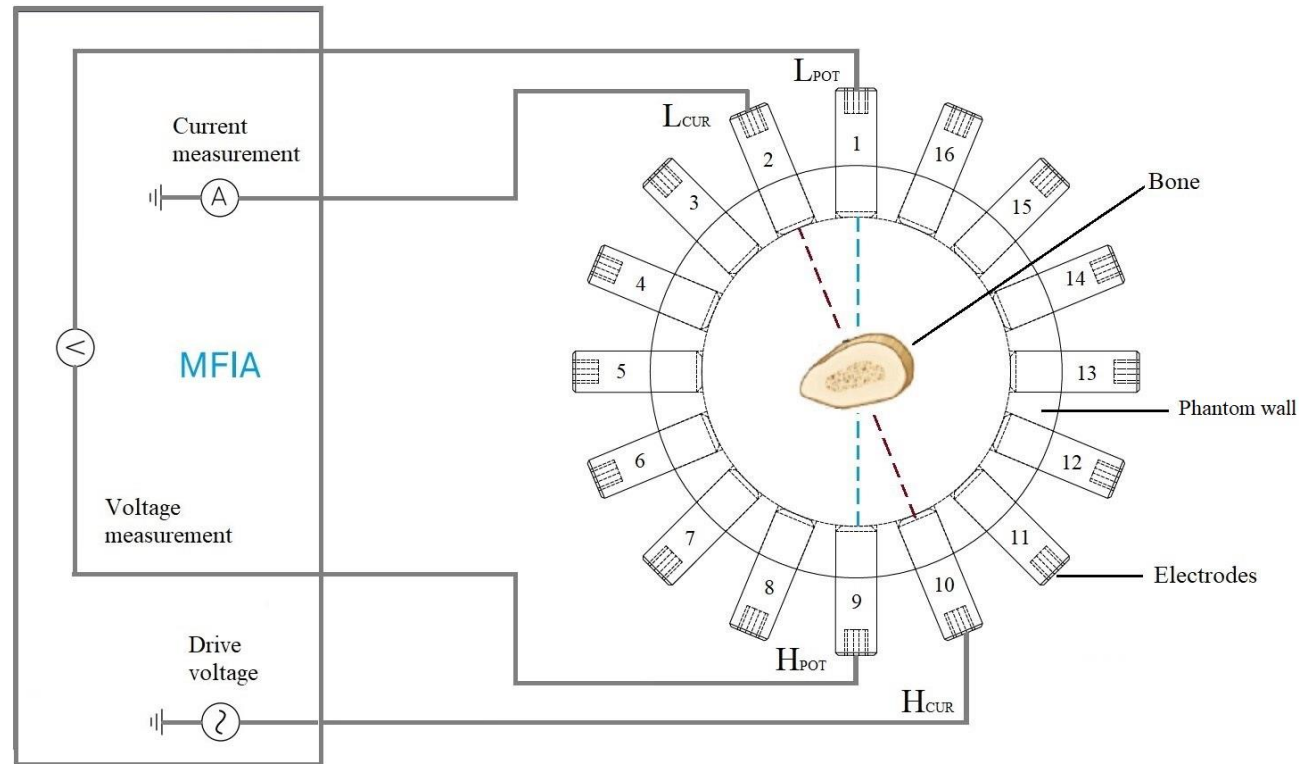 LPOT
LCUR
Current
measurement
A
1
2
16
3
15
Bone
4
14
V
MFIA
5
13
Phantom wall
6
12
Voltage
measurement
7
11
8
10
9
Electrodes
Drive
voltage
HPOT
HCUR